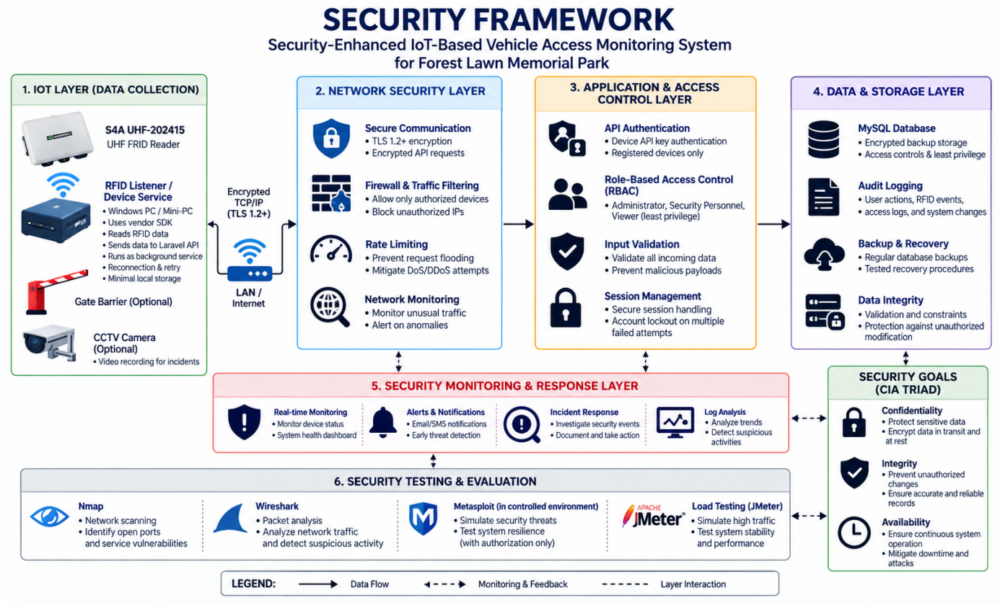 SECURITY FRAMEWORK
Security-Enhanced IoT-Based Vehicle Access Monitoring System
for Forest Lawn Memorial Park
1. IOT LAYER (DATA COLLECTION)
S4A UHF-202415
UHF FRID Reader
RFID Listener /
Device Service
• Windows PC / Mini-PC
• Uses vendor SDK
• Reads RFID data
• Sends data to Laravel API
• Runs as background service
• Reconnection & retry
• Minimal local storage
Gate Barrier (Optional)
CCTV Camera
(Optional)
• Video recording for incidents
Encrypted
TCP/IP
(TLS 1.2+)
LAN /
Internet
2. NETWORK SECURITY LAYER
Secure Communication
• TLS 1.2+ encryption
• Encrypted API requests
Firewall & Traffic Filtering
• Allow only authorized devices
• Block unauthorized IPs
Rate Limiting
• Prevent request flooding
• Mitigate DoS/DDoS attempts
Network Monitoring
• Monitor unusual traffic
• Alert on anomalies
3. APPLICATION & ACCESS
CONTROL LAYER
API Authentication
• Device API key authentication
• Registered devices only
Role-Based Access Control
(RBAC)
• Administrator, Security Personnel,
Viewer (least privilege)
Input Validation
• Validate all incoming data
• Prevent malicious payloads
Session Management
• Secure session handling
• Account lockout on multiple
failed attempts
4. DATA & STORAGE LAYER
MySQL Database
• Encrypted backup storage
• Access controls & least privilege
Audit Logging
• User actions, RFID events,
• access logs, and system changes
Backup & Recovery
• Regular database backups
• Tested recovery procedures
Data Integrity
• Validation and constraints
• Protection against unauthorized
modification
5. SECURITY MONITORING & RESPONSE LAYER
Real-time Monitoring
• Monitor device status
• System health dashboard
Alerts & Notifications
• Email/SMS notifications
• Early threat detection
Incident Response
• Investigate security events
• Document and take action
Log Analysis
• Analyze trends
• Detect suspicious
activities
SECURITY GOALS
(CIA TRIAD)
Confidentiality
• Protect sensitive data
• Encrypt data in transit and
at rest
Integrity
• Prevent unauthorized
changes
• Ensure accurate and reliable
records
Availability
• Ensure continuous system
operation
• Mitigate downtime and
attacks
6. SECURITY TESTING & EVALUATION
Nmap
• Network scanning
• Identify open ports
and service vulnerabilities
Wireshark
• Packet analysis
• Analyze network traffic
and detect suspicious activity
M
Metasploit (in controlled environment)
• Simulate security threats
• Test system resilience
(with authorization only)
APACHE
JMeter
Load Testing (JMeter)
• Simulate high traffic
• Test system stability
and performance
LEGEND:
Data Flow
Monitoring & Feedback
Layer Interaction